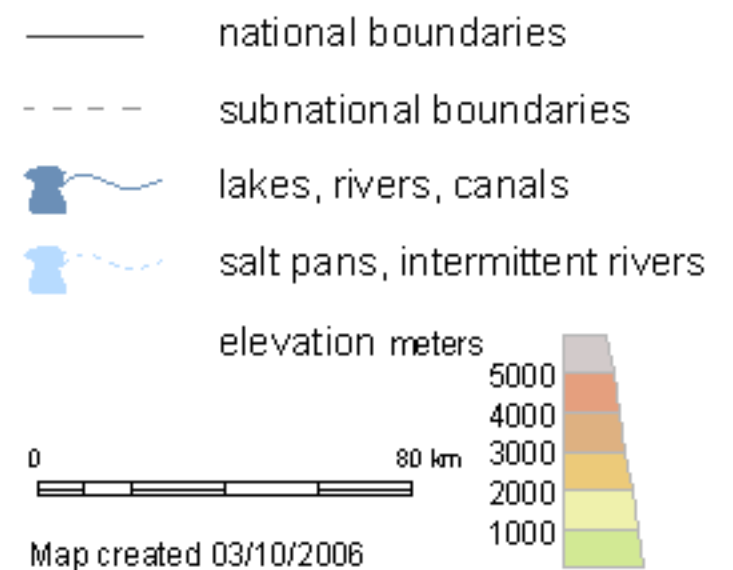 national boundaries
subnational boundaries
lakes, rivers, canals
salt pans, intermittent rivers
elevation meters
5000
4000
3000
2000
1000
0 80 km
Map created 03/10/2006